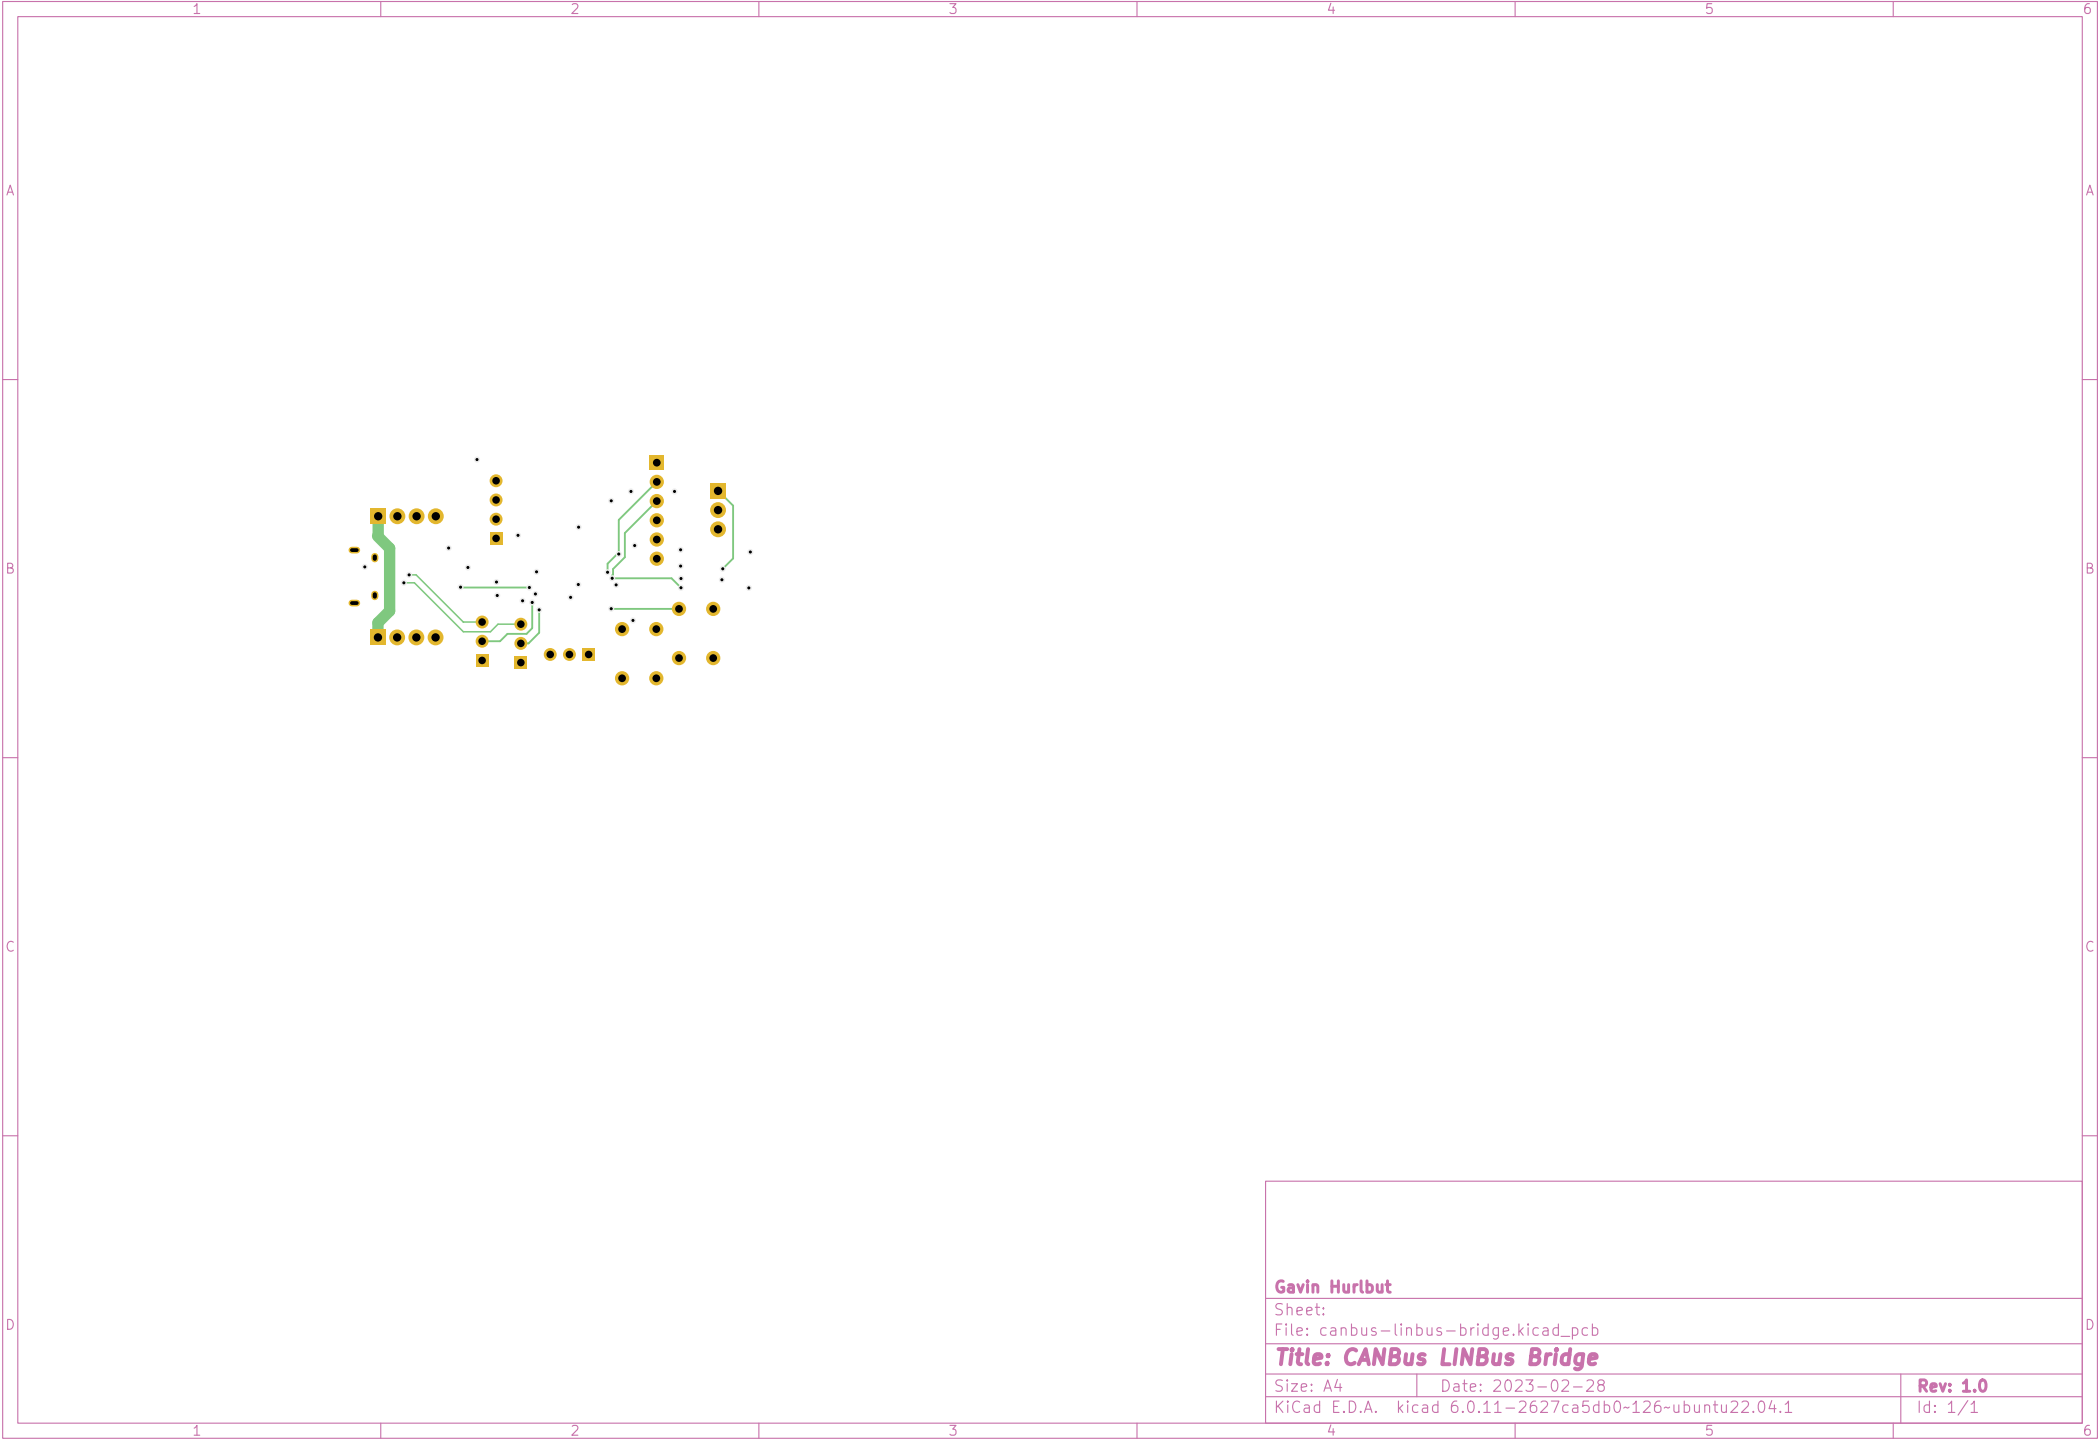 1 2 3 4 5 6
A A
B B
C C
Gavin Hurlbut
Sheet:
File: canbus-linbus-bridge.kicad_pcb
D D
Title: CANBus LINBus Bridge
Size: A4 Date: 2023-02-28 Rev: 1.0
KiCad E.D.A. kicad 6.0.11-2627ca5db0~126~ubuntu22.04.1 Id: 1/1
1 2 3 4 5 6